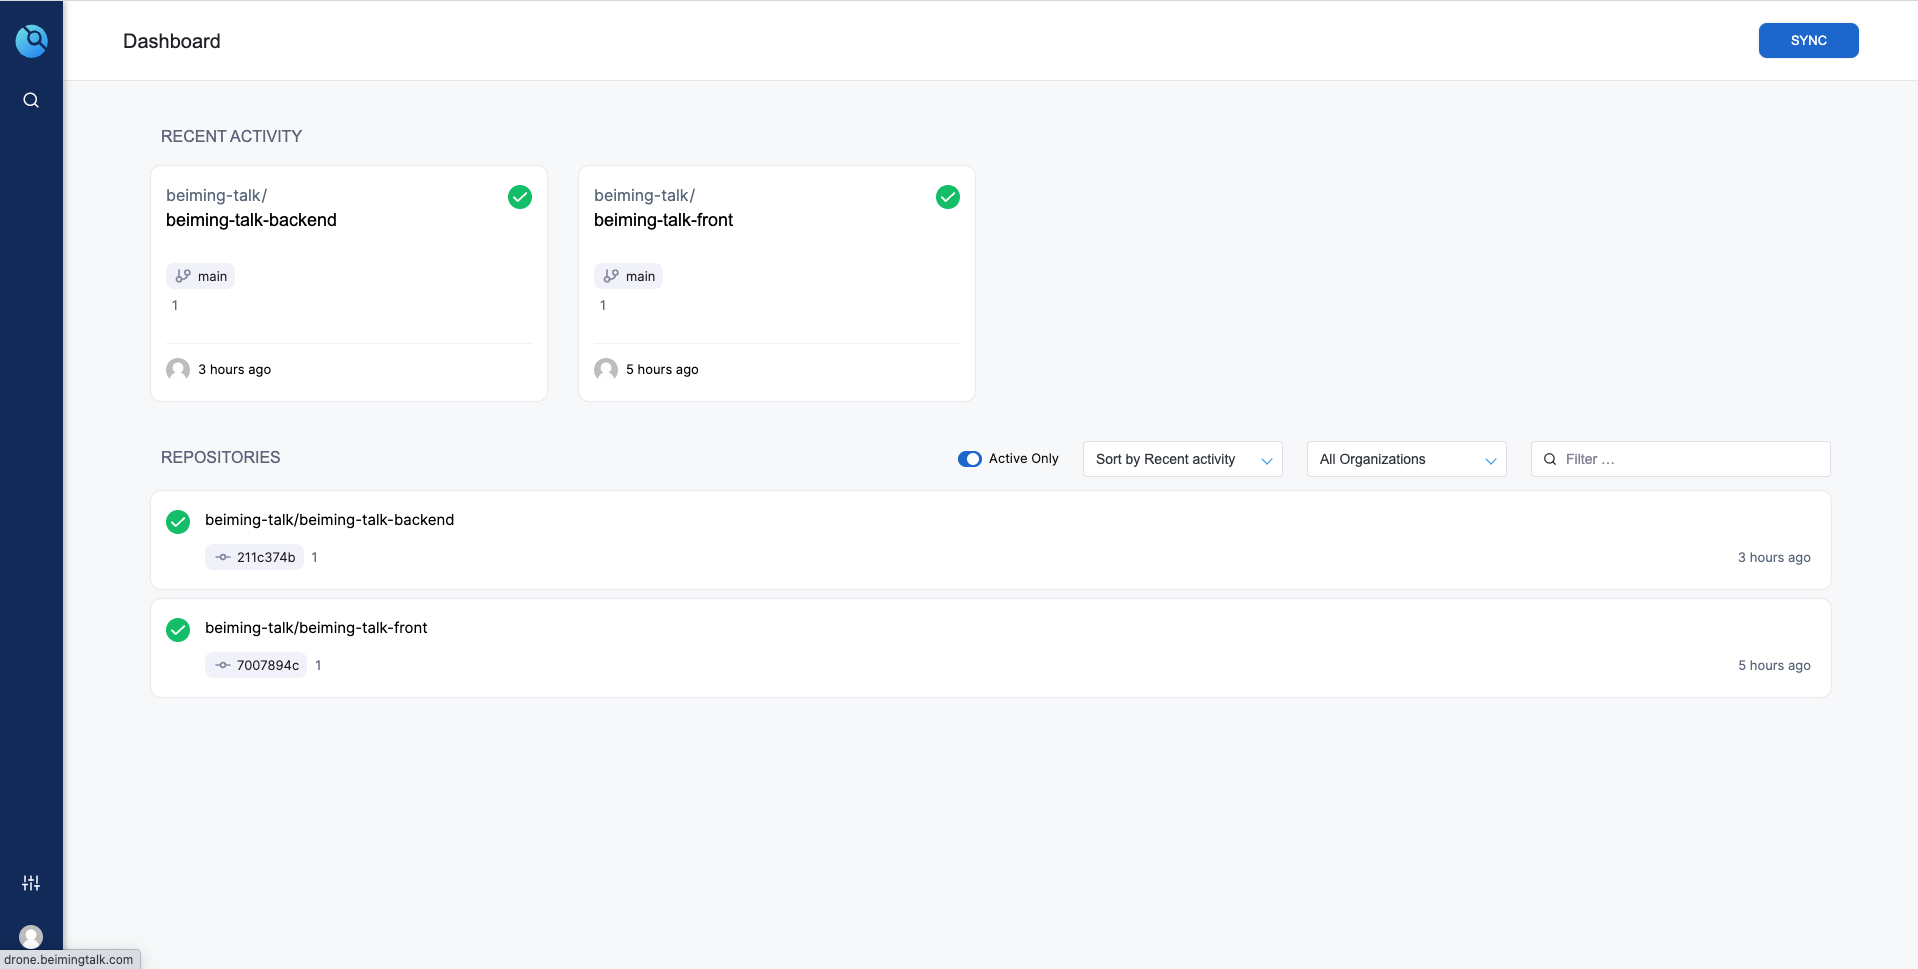 Dashboard
SYNC
RECENT ACTIVITY
beiming-talk/
beiming-talk-backend
main
1
3 hours ago
beiming-talk/
beiming-talk-front
main
1
5 hours ago
REPOSITORIES
Active Only
Sort by Recent activity
All Organizations
Filter …
beiming-talk/beiming-talk-backend
211c374b 1
3 hours ago
beiming-talk/beiming-talk-front
7007894c 1
5 hours ago
drone.beimingtalk.com